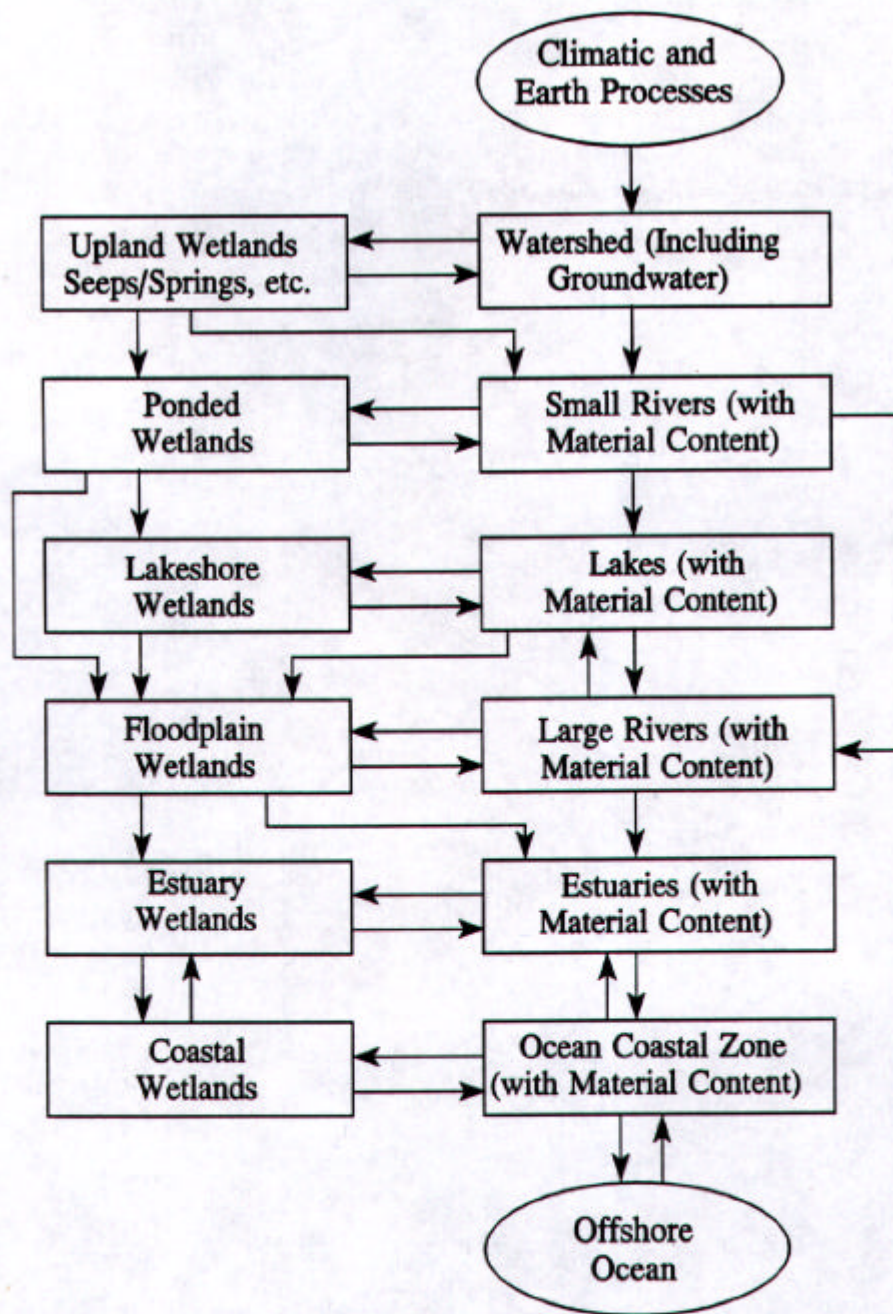 Climatic and
Earth Processes
Upland Wetlands
Seeps/Springs, etc.
Watershed (Including
Groundwater)
Ponded
Wetlands
Small Rivers (with
Material Content)
Lakeshore
Wetlands
Lakes (with
Material Content)
Floodplain
Wetlands
Large Rivers (with
Material Content)
Estuary
Wetlands
Estuaries (with
Material Content)
Coastal
Wetlands
Ocean Coastal Zone
(with Material Content)
Offshore
Ocean